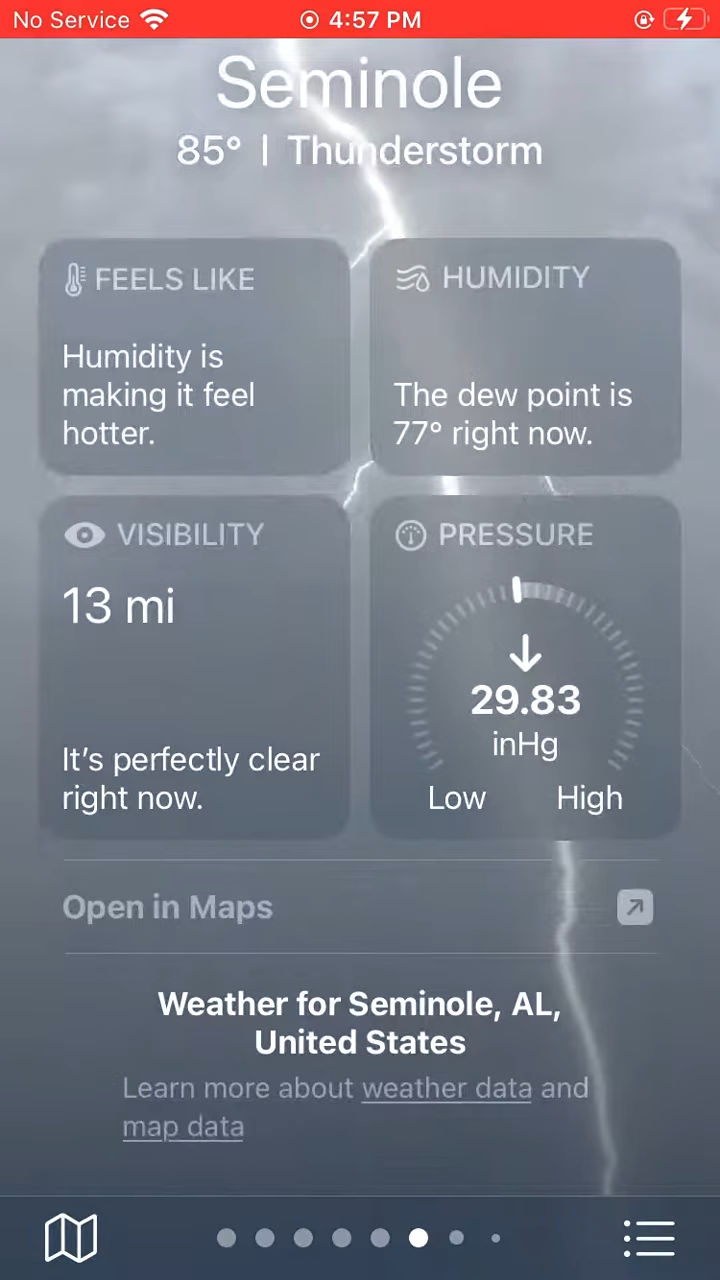 No Service 4:57 PM
Seminole
85° | Thunderstorm
FEELS LIKE
Humidity is
making it feel
hotter.
HUMIDITY
The dew point is
77° right now.
VISIBILITY
13 mi
It’s perfectly clear
right now.
PRESSURE
29.83
inHg
Low High
Open in Maps
Weather for Seminole, AL,
United States
Learn more about weather data and
map data